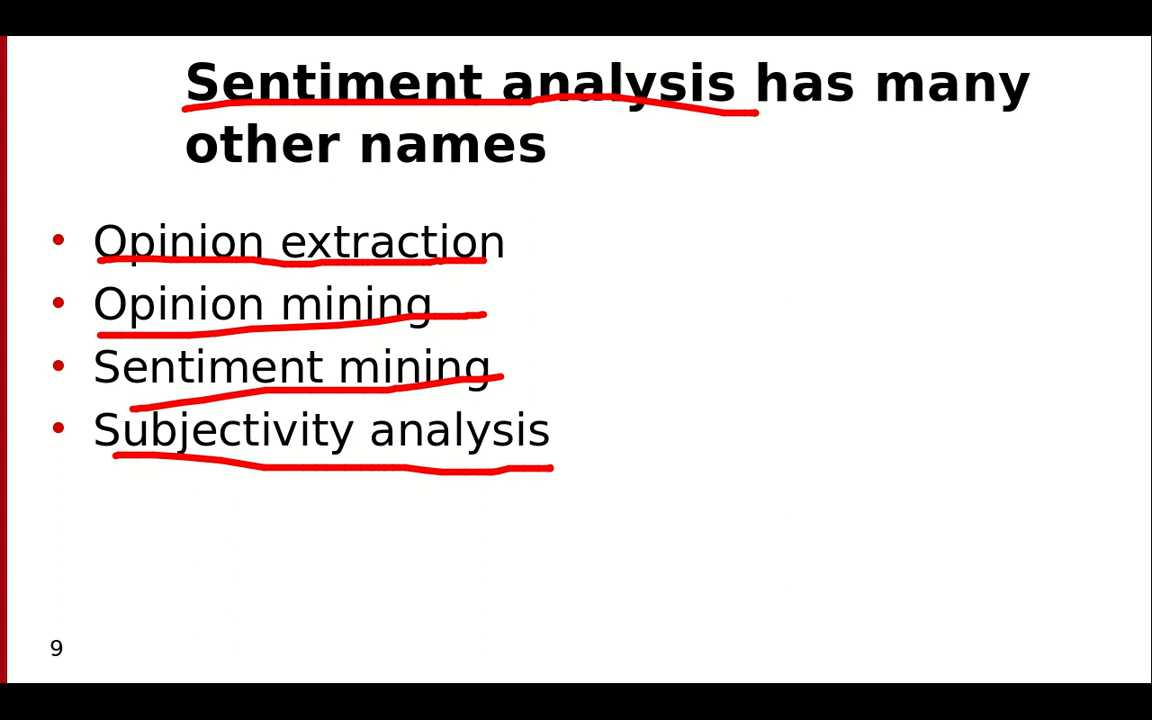 Sentiment analysis has many
other names
• Opinion extraction
• Opinion mining
• Sentiment mining
• Subjectivity analysis
9